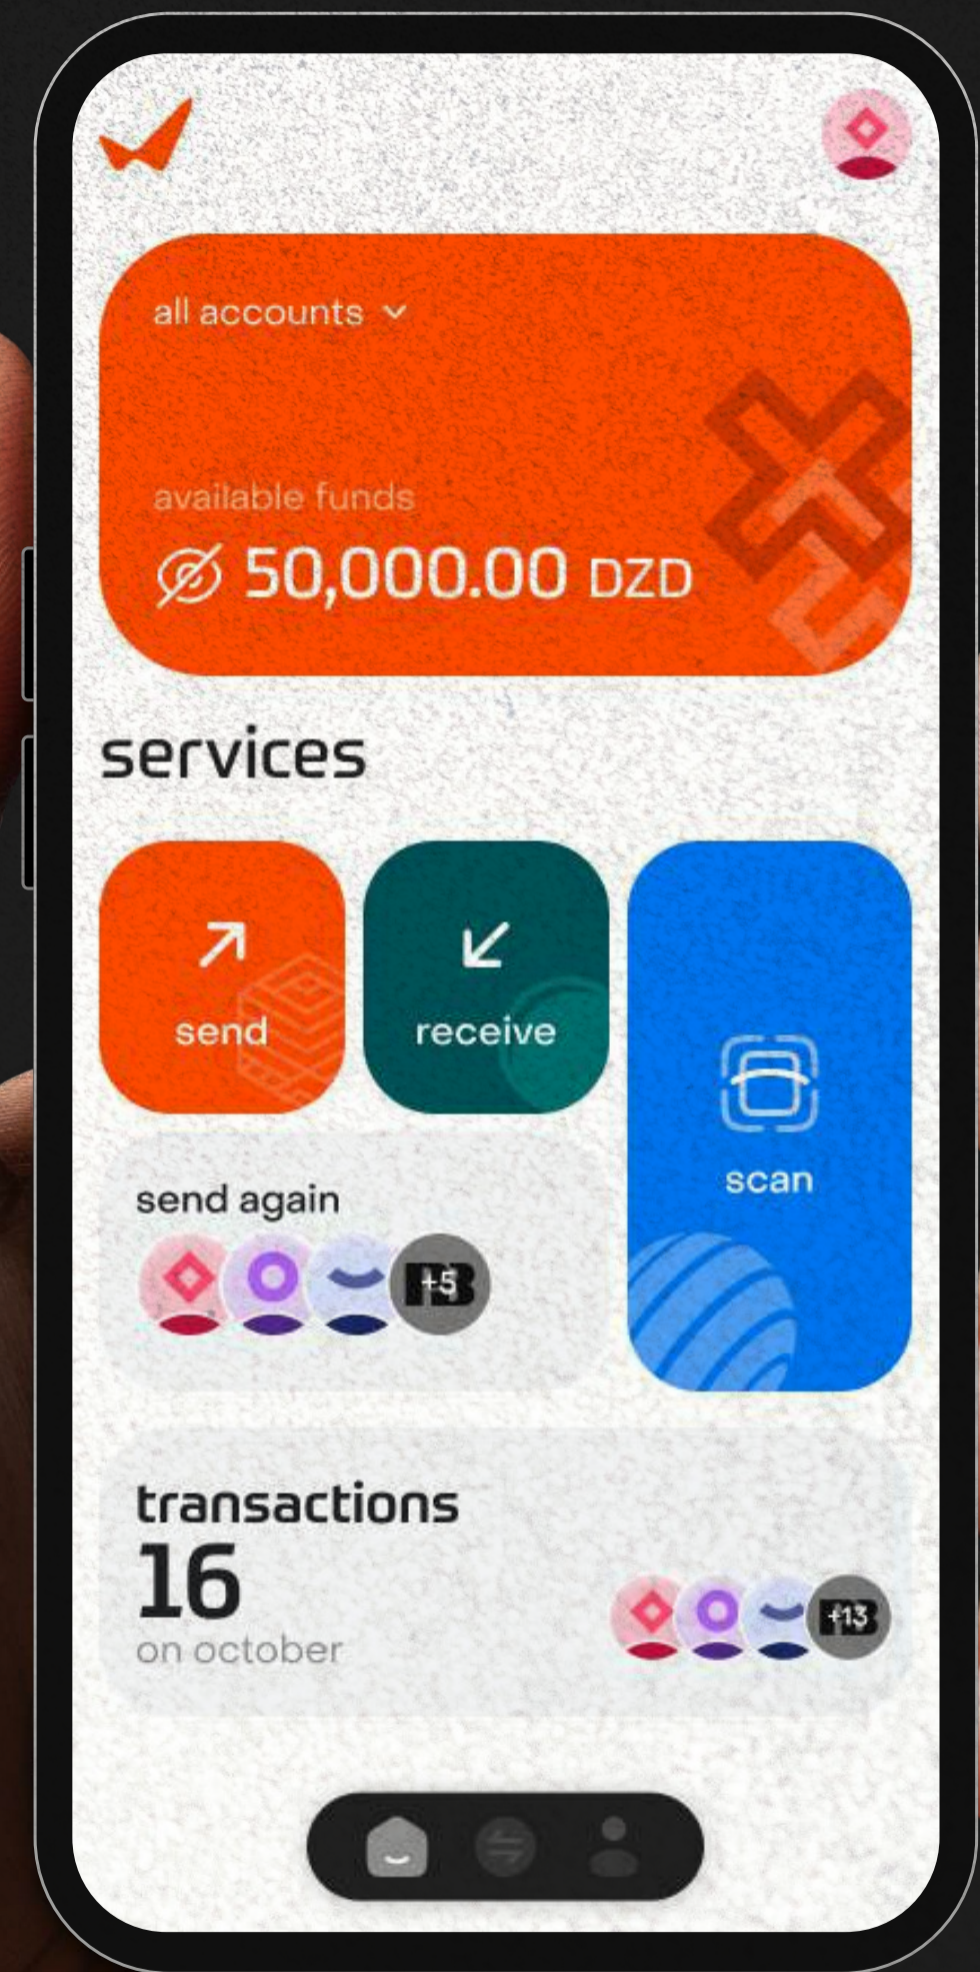 all accounts
available funds
50,000.00 DZD
services
send
receive
scan
send again
+5
transactions
16
on october
+13